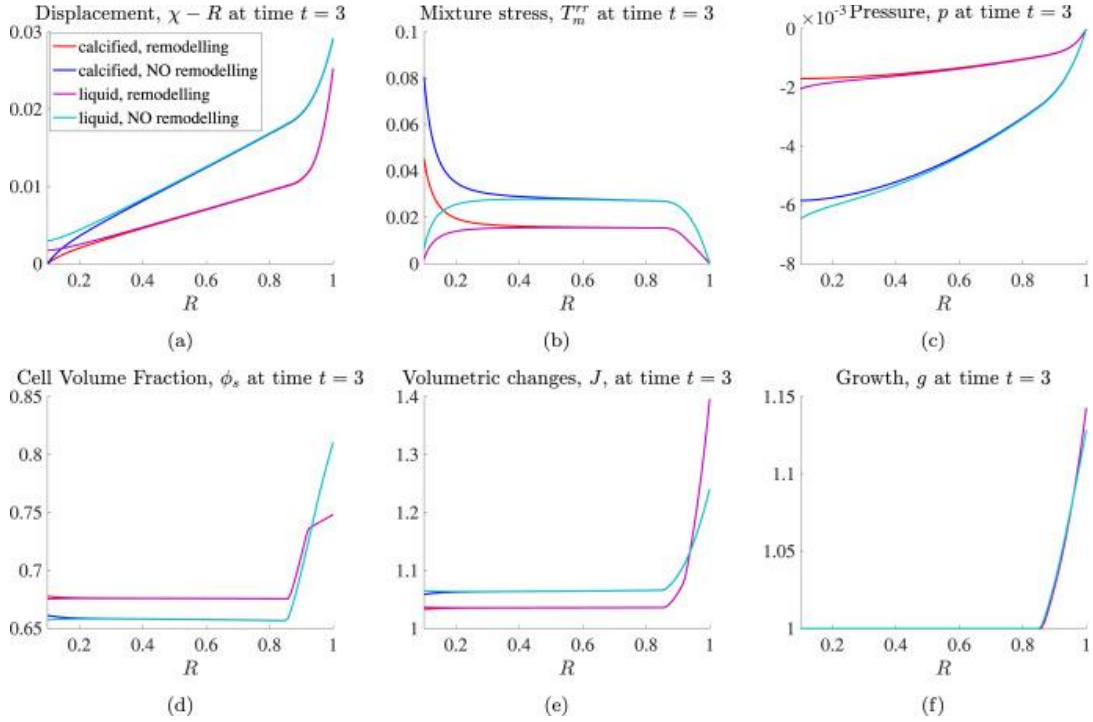 Displacement, χ − R at time t = 3
0.03
0.02
0.01
0
calcified, remodelling
calcified, NO remodelling
liquid, remodelling
liquid, NO remodelling
0.2 0.4 0.6 0.8 1
R
(a)
Mixture stress, T_m^{rr} at time t = 3
0.1
0.08
0.06
0.04
0.02
0
0.2 0.4 0.6 0.8 1
R
(b)
×10⁻³ Pressure, p at time t = 3
0
-2
-4
-6
-8
0.2 0.4 0.6 0.8 1
R
(c)
Cell Volume Fraction, ϕ_s at time t = 3
0.85
0.8
0.75
0.7
0.65
0.2 0.4 0.6 0.8 1
R
(d)
Volumetric changes, J, at time t = 3
1.4
1.3
1.2
1.1
1
0.2 0.4 0.6 0.8 1
R
(e)
Growth, g at time t = 3
1.15
1.1
1.05
1
0.2 0.4 0.6 0.8 1
R
(f)